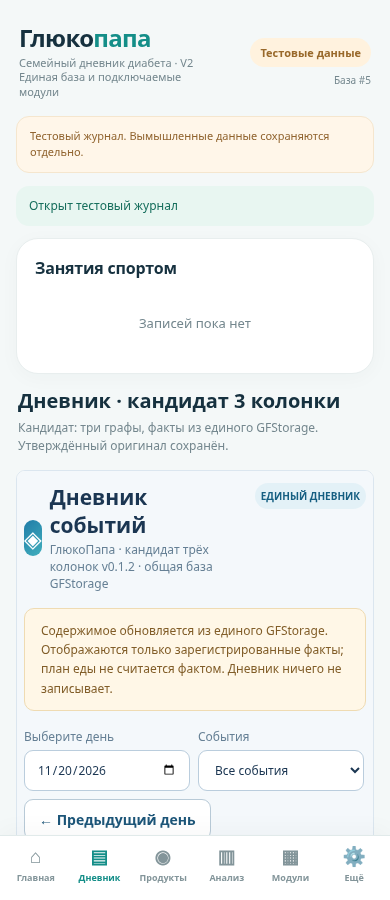 Глюкопапа
Семейный дневник диабета · V2
Единая база и подключаемые
модули
Тестовые данные
База #5
Тестовый журнал. Вымышленные данные сохраняются
отдельно.
Открыт тестовый журнал
Занятия спортом
Записей пока нет
Дневник · кандидат 3 колонки
Кандидат: три графы, факты из единого GFStorage.
Утверждённый оригинал сохранён.
Дневник
событий
ГлюкоПапа · кандидат трёх
колонок v0.1.2 · общая база
GFStorage
ЕДИНЫЙ ДНЕВНИК
Содержимое обновляется из единого GFStorage.
Отображаются только зарегистрированные факты;
план еды не считается фактом. Дневник ничего не
записывает.
Выберите день
События
11/20/2026
Все события
← Предыдущий день
Главная
Дневник
Продукты
Анализ
Модули
Ещё